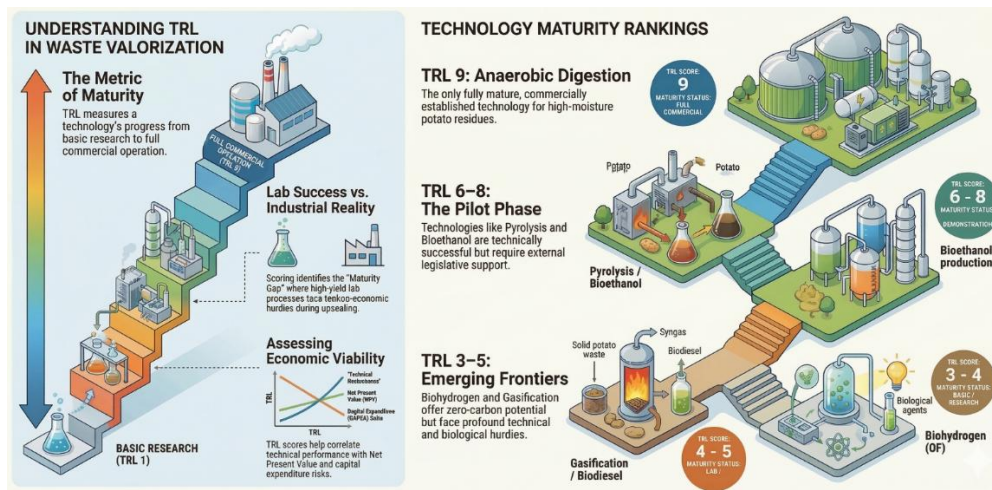 UNDERSTANDING TRL
IN WASTE VALORIZATION
The Metric
of Maturity
TRL measures a
technology's progress from
basic research to full
commercial operation.
FULL COMMERCIAL
OPELATION
(TRL 9)
Lab Success vs.
Industrial Reality
Scoring identifies the "Maturity
Gap" where high-yield lab
processes taca tenkoo-economic
hurdies during upsealing.
Assessing
Economic Viability
TRL
"Technical
Net Present
Value (WPV)
(GAPEA)
TRL
TRL scores help correlate
technical performance with Net
Present Value and capital
expenditure risks.
BASIC RESEARCH
(TRL 1)
TECHNOLOGY MATURITY RANKINGS
TRL 9: Anaerobic Digestion
The only fully mature, commercially
established technology for high-moisture
potato residues.
TRL SCORE:
9
MATURITY STATUS:
FULL
COMMERCIAL
TRL 6–8:
The Pilot Phase
Technologies like Pyrolysis and
Bioethanol are technically
successful but require external
legislative support.
Potato
Potato
Pyrolysis /
Bioethanol
TRL SCORE:
6 - 8
MATURITY STATUS:
DEMONSTRATION
Bioethanol
production
TRL 3–5:
Emerging Frontiers
Biohydrogen and Gasification
offer zero-carbon potential
but face profound technical
and biological hurdies.
Solid potato
waste
Syngas
Biodiesel
Gasification /
Biodiesel
TRL SCORE:
4 - 5
MATURITY STATUS:
LAB /
TRL SCORE:
3 - 4
MATURITY STATUS:
BASIC /
RESEARCH
Biological
agents
Biohydrogen
(OF)